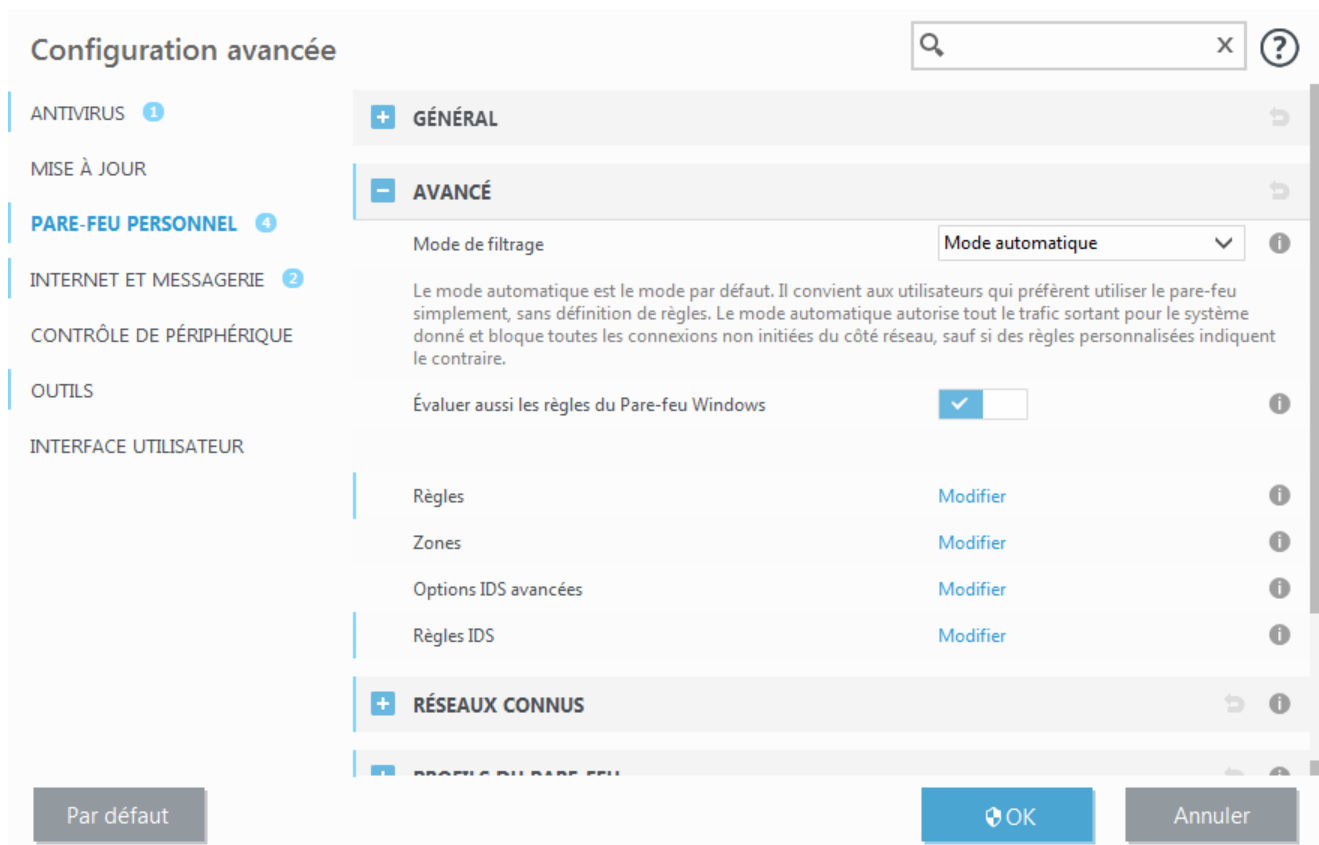 Configuration avancée
ANTIVIRUS 1
MISE À JOUR
PARE-FEU PERSONNEL 4
INTERNET ET MESSAGERIE 2
CONTRÔLE DE PÉRIPHÉRIQUE
OUTILS
INTERFACE UTILISATEUR
GÉNÉRAL
AVANCÉ
Mode de filtrage Mode automatique
Le mode automatique est le mode par défaut. Il convient aux utilisateurs qui préfèrent utiliser le pare-feu
simplement, sans définition de règles. Le mode automatique autorise tout le trafic sortant pour le système
donné et bloque toutes les connexions non initiées du côté réseau, sauf si des règles personnalisées indiquent
le contraire.
Évaluer aussi les règles du Pare-feu Windows
Règles Modifier
Zones Modifier
Options IDS avancées Modifier
Règles IDS Modifier
RÉSEAUX CONNUS
PROFILS DU PARE-FEU
Par défaut
OK
Annuler